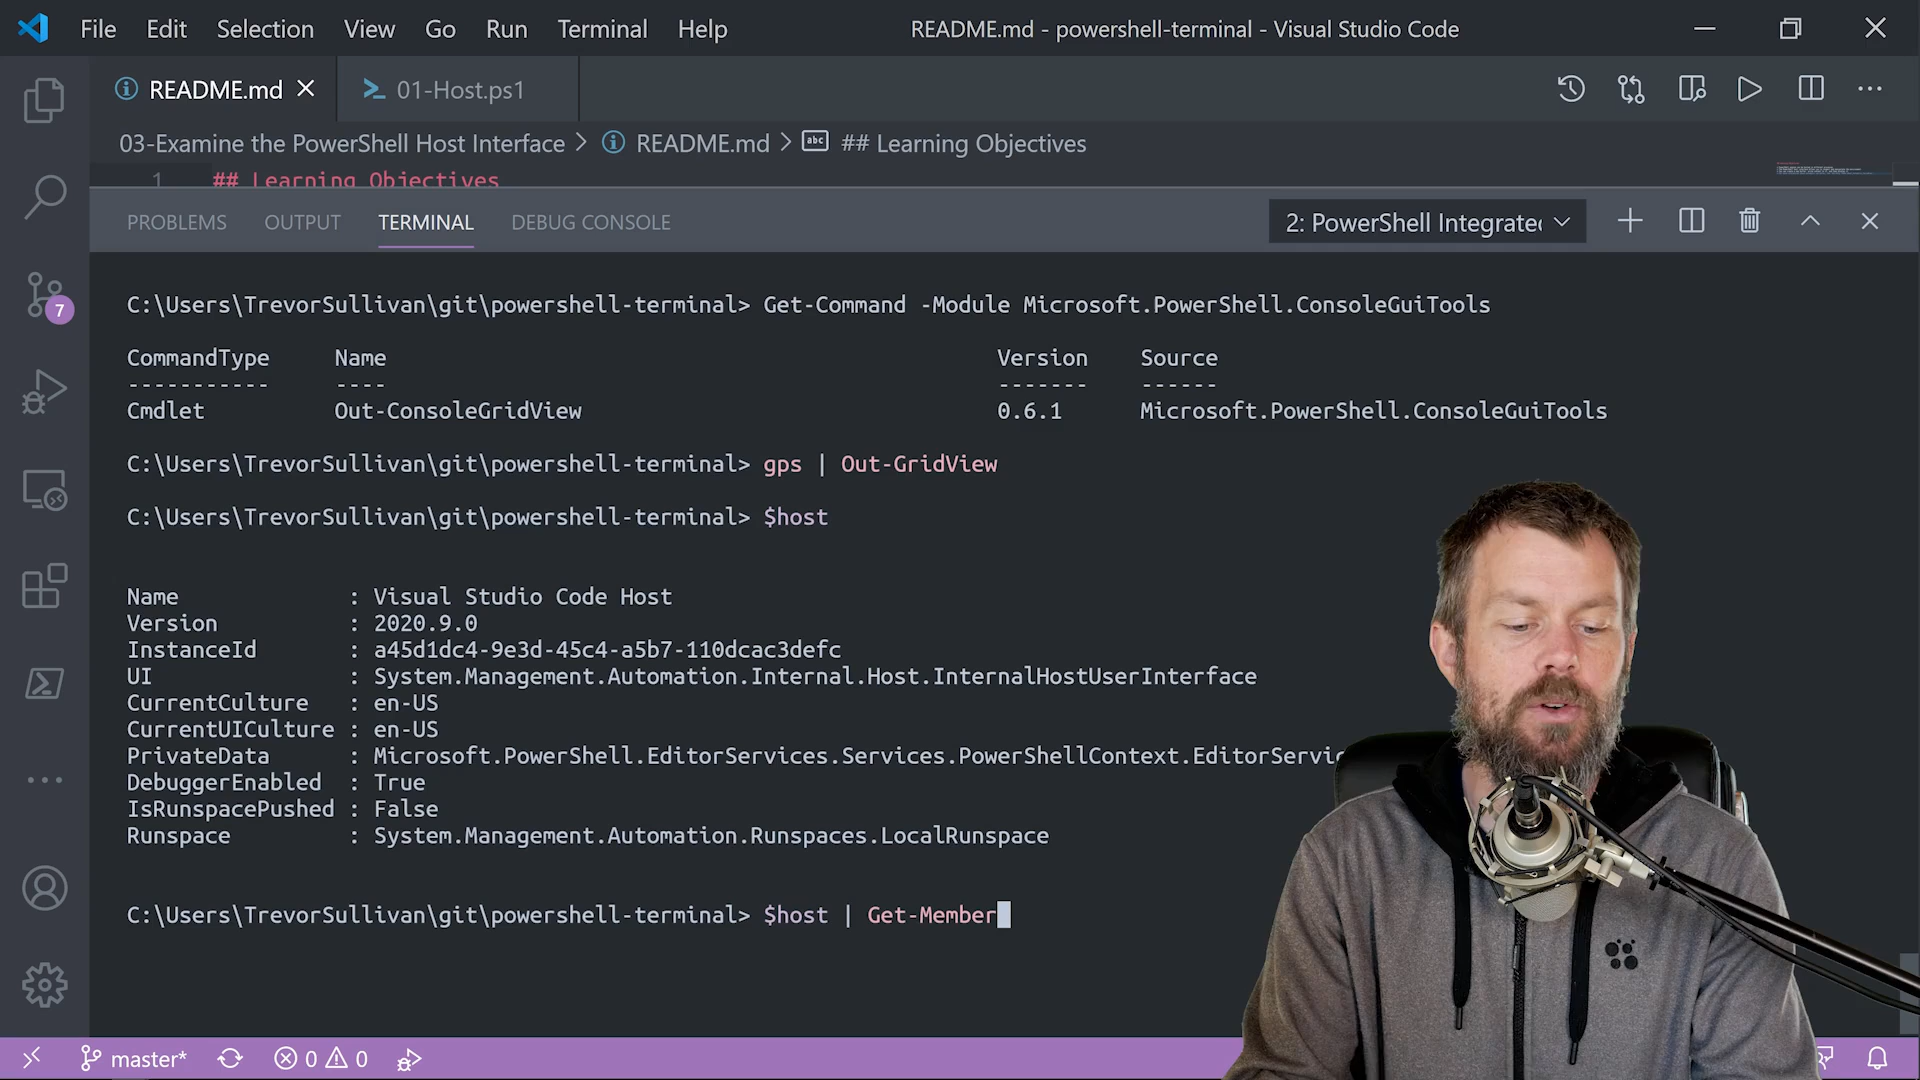 File Edit Selection View Go Run Terminal Help README.md - powershell-terminal - Visual Studio Code
README.md 01-Host.ps1
03-Examine the PowerShell Host Interface > README.md > ## Learning Objectives
1 ## Learning Objectives
PROBLEMS OUTPUT TERMINAL DEBUG CONSOLE 2: PowerShell Integrated
7
C:\Users\TrevorSullivan\git\powershell-terminal> Get-Command -Module Microsoft.PowerShell.ConsoleGuiTools
CommandType Name Version Source
----------- ---- ------- ------
Cmdlet Out-ConsoleGridView 0.6.1 Microsoft.PowerShell.ConsoleGuiTools
C:\Users\TrevorSullivan\git\powershell-terminal> gps | Out-GridView
C:\Users\TrevorSullivan\git\powershell-terminal> $host
Name : Visual Studio Code Host
Version : 2020.9.0
InstanceId : a45d1dc4-9e3d-45c4-a5b7-110dcac3defc
UI : System.Management.Automation.Internal.Host.InternalHostUserInterface
CurrentCulture : en-US
CurrentUICulture : en-US
PrivateData : Microsoft.PowerShell.EditorServices.Services.PowerShellContext.EditorServic
DebuggerEnabled : True
IsRunspacePushed : False
Runspace : System.Management.Automation.Runspaces.LocalRunspace
C:\Users\TrevorSullivan\git\powershell-terminal> $host | Get-Member
master* 0 0